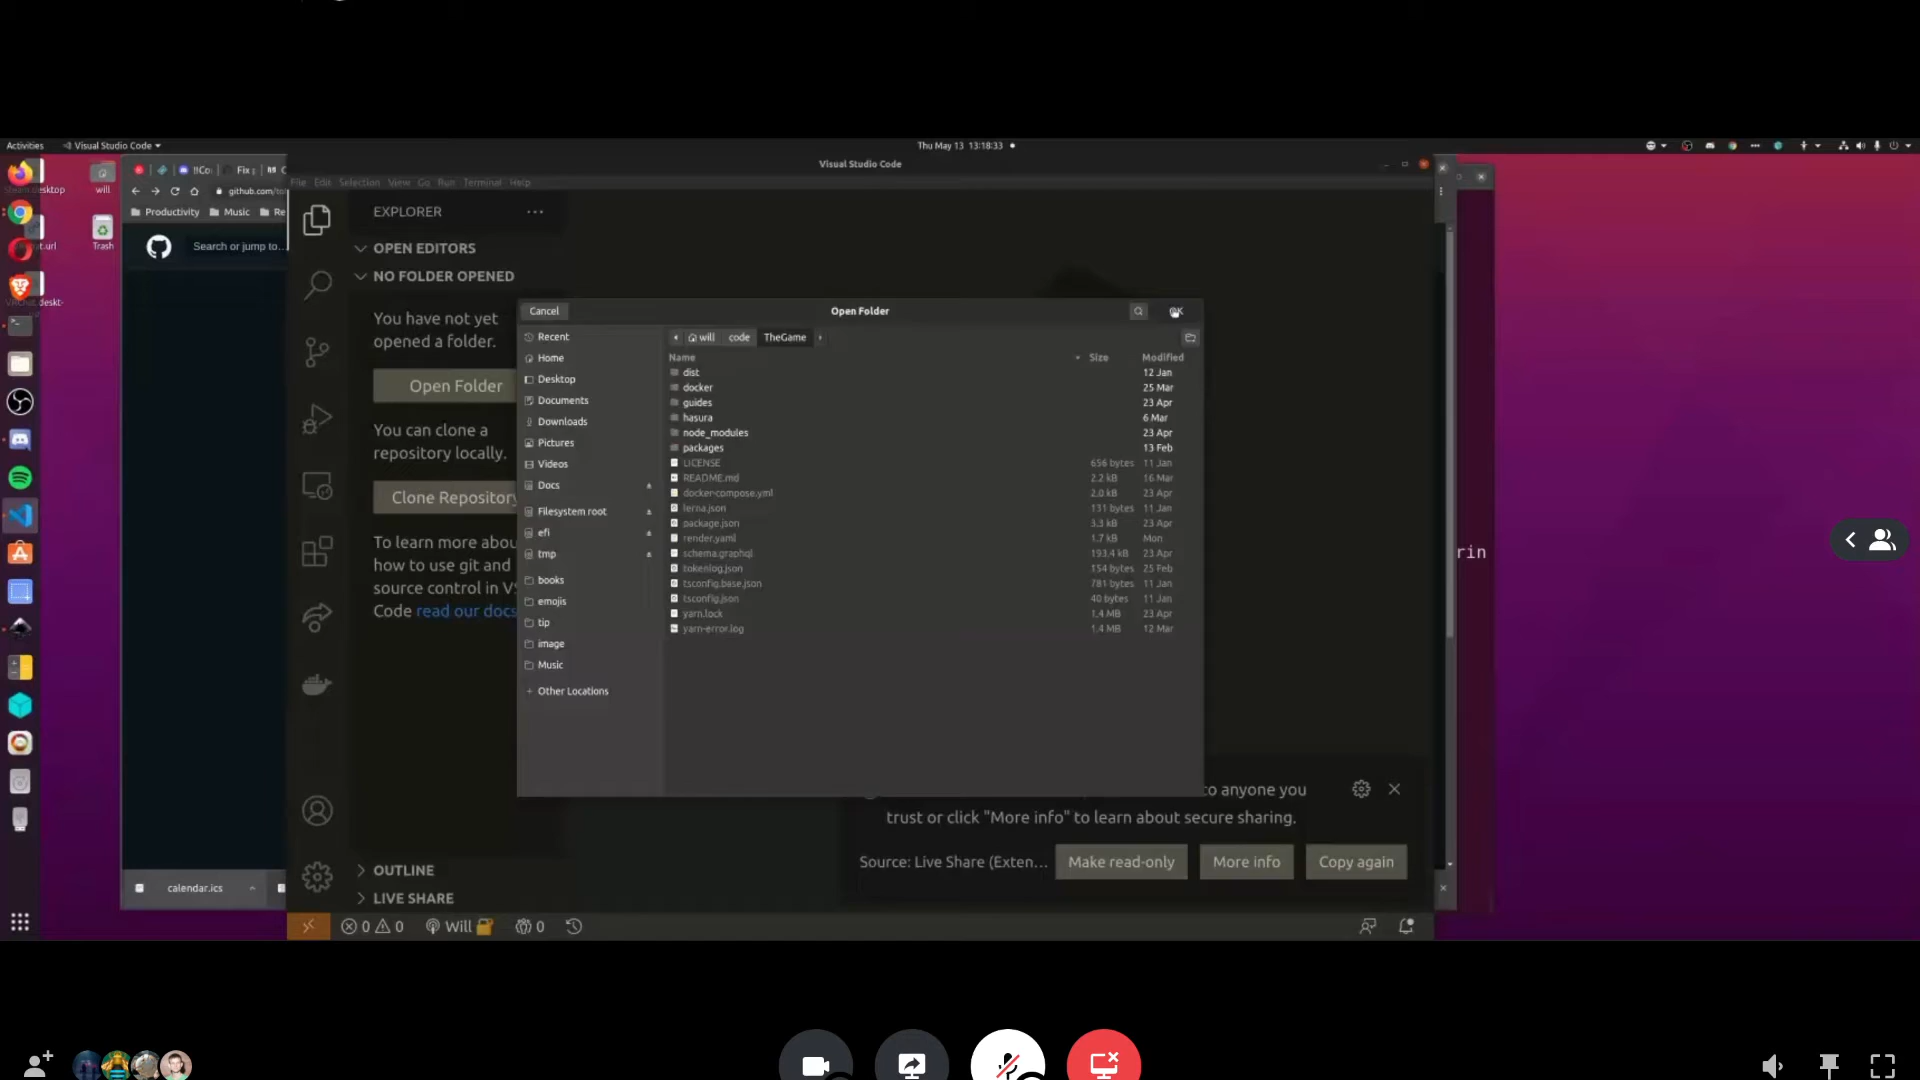 Activities
Visual Studio Code
Thu May 13 13:18:33
Visual Studio Code
File Edit Selection View Go Run Terminal Help
will
Trash
Fix
github.com/
Productivity
Music
Re
Search or jump to...
EXPLORER
OPEN EDITORS
NO FOLDER OPENED
You have not yet
opened a folder.
Open Folder
You can clone a
repository locally.
Clone Repository
To learn more abou
how to use git and
source control in VS
Code read our docs
Cancel
Open Folder
Recent
Home
Desktop
Documents
Downloads
Pictures
Videos
Docs
Filesystem root
efi
tmp
books
emojis
tip
image
Music
Other Locations
will code TheGame
Name Size Modified
dist 12 Jan
docker 25 Mar
guides 23 Apr
hasura 6 Mar
node_modules 23 Apr
packages 13 Feb
LICENSE 656 bytes 11 Jan
README.md 2.2 kB 16 Mar
docker-compose.yml 2.0 kB 23 Apr
lerna.json 131 bytes 11 Jan
package.json 3.3 kB 23 Apr
render.yaml 1.7 kB Mon
schema.graphql 193.4 kB 23 Apr
tokenlog.json 154 bytes 25 Feb
tsconfig.base.json 781 bytes 11 Jan
tsconfig.json 40 bytes 11 Jan
yarn.lock 1.4 MB 23 Apr
yarn-error.log 1.4 MB 12 Mar
rin
to anyone you
trust or click "More info" to learn about secure sharing.
Source: Live Share (Exten...
Make read-only
More info
Copy again
OUTLINE
LIVE SHARE
calendar.ics
0 0 Will 0